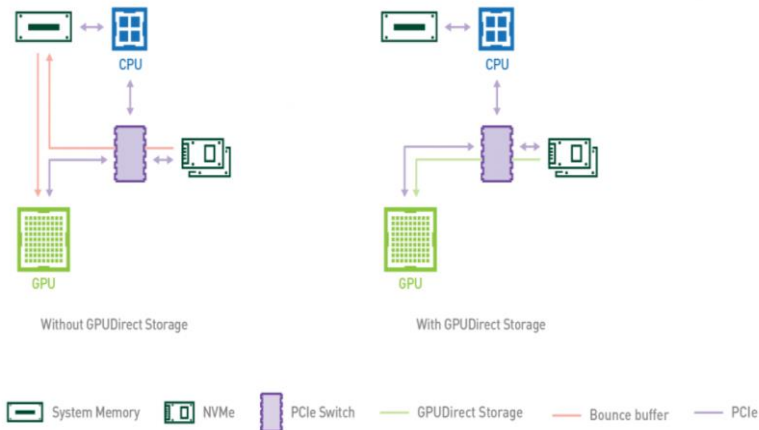 CPU
CPU
GPU
GPU
Without GPUDirect Storage
With GPUDirect Storage
System Memory
NVMe
PCIe Switch
GPUDirect Storage
Bounce buffer
PCIe